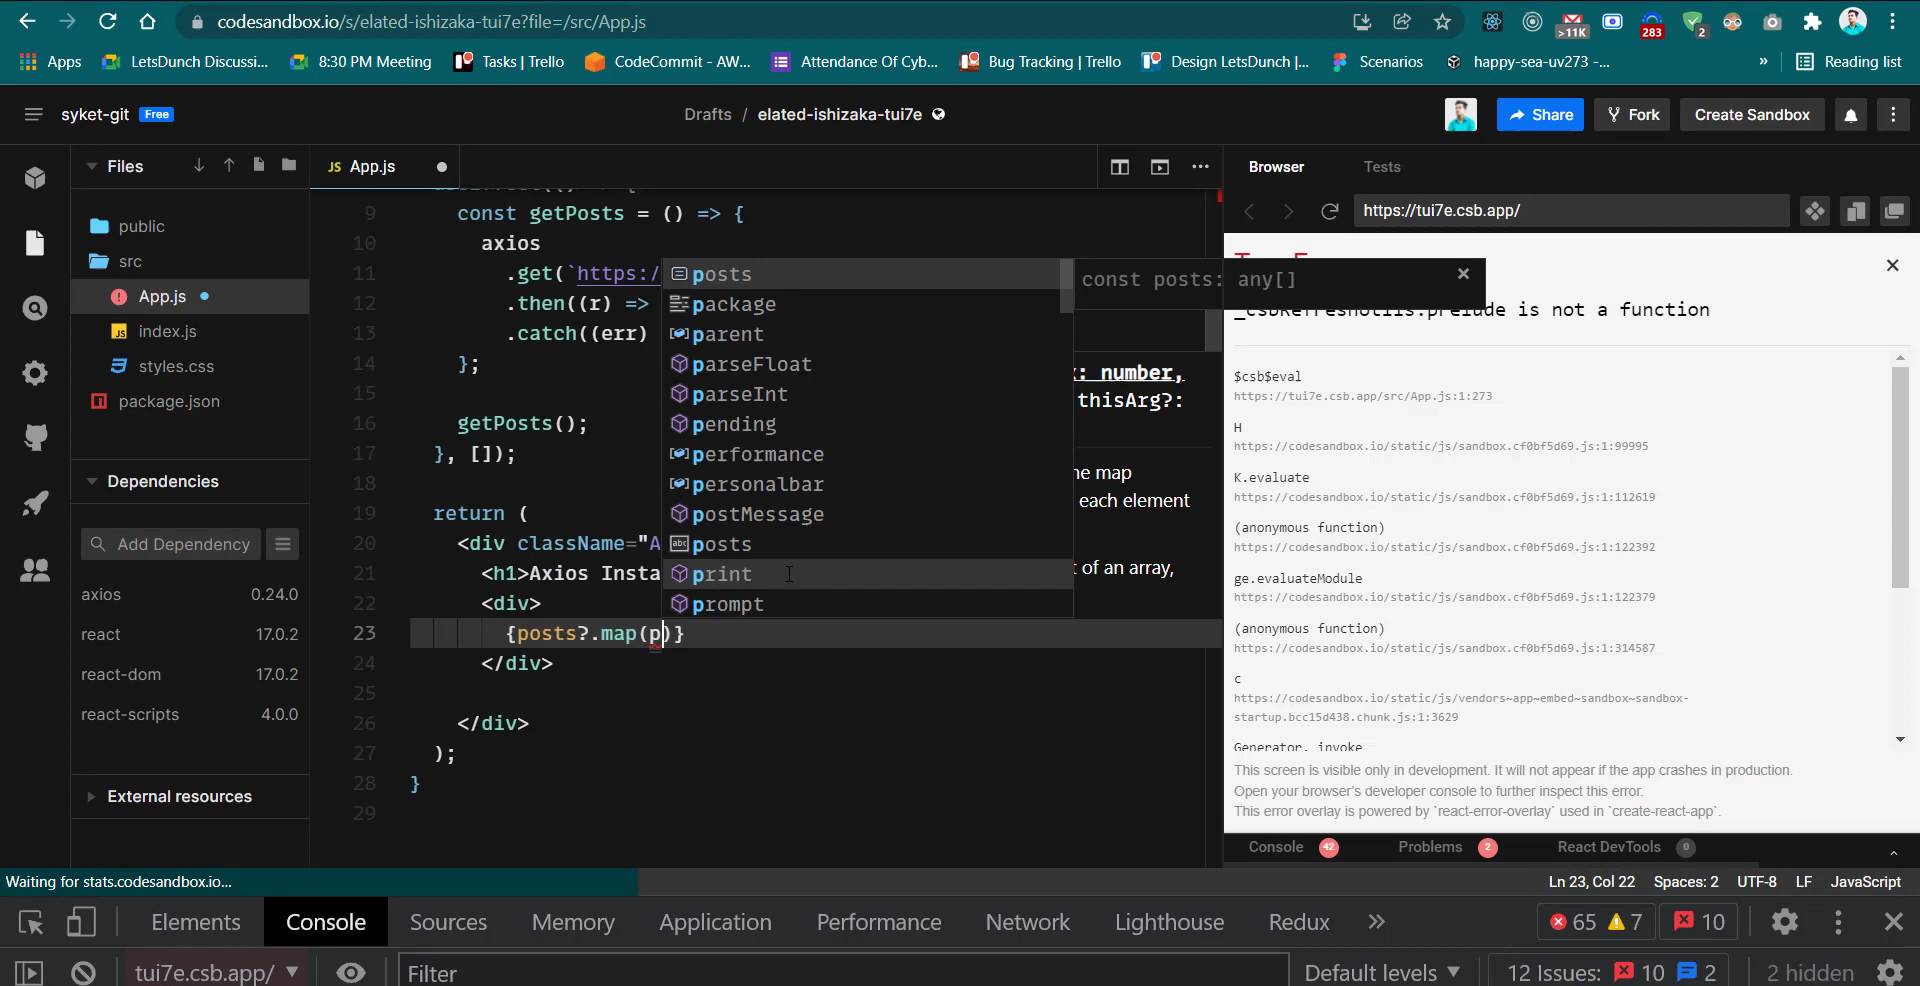 codesandbox.io/s/elated-ishizaka-tui7e?file=/src/App.js
>11K
283
2
Apps
LetsDunch Discussi...
8:30 PM Meeting
Tasks | Trello
CodeCommit - AW...
Attendance Of Cyb...
Bug Tracking | Trello
Design LetsDunch |...
Scenarios
happy-sea-uv273 -...
»
Reading list
syket-git Free
Drafts / elated-ishizaka-tui7e
Share
Fork
Create Sandbox
Files
JS App.js
public
src
App.js
index.js
styles.css
package.json
Dependencies
Add Dependency
axios 0.24.0
react 17.0.2
react-dom 17.0.2
react-scripts 4.0.0
External resources
9 const getPosts = () => {
10 axios
11 .get(`https:/
12 .then((r) =>
13 .catch((err)
14 };
15
16 getPosts();
17 }, []);
18
19 return (
20 <div className="A
21 <h1>Axios Insta
22 <div>
23 {posts?.map(p)}
24 </div>
25
26 </div>
27 );
28 }
29
posts
package
parent
parseFloat
parseInt
pending
performance
personalbar
postMessage
posts
print
prompt
const posts: any[]
: number,
thisArg?:
he map
each element
t of an array,
Browser
Tests
https://tui7e.csb.app/
_csbRefreshUtils.prelude is not a function
$csb$eval
https://tui7e.csb.app/src/App.js:1:273
H
https://codesandbox.io/static/js/sandbox.cf0bf5d69.js:1:99995
K.evaluate
https://codesandbox.io/static/js/sandbox.cf0bf5d69.js:1:112619
(anonymous function)
https://codesandbox.io/static/js/sandbox.cf0bf5d69.js:1:122392
ge.evaluateModule
https://codesandbox.io/static/js/sandbox.cf0bf5d69.js:1:122379
(anonymous function)
https://codesandbox.io/static/js/sandbox.cf0bf5d69.js:1:314587
c
https://codesandbox.io/static/js/vendors~app~embed~sandbox~sandbox-
startup.bcc15d438.chunk.js:1:3629
Generator. invoke
This screen is visible only in development. It will not appear if the app crashes in production.
Open your browser's developer console to further inspect this error.
This error overlay is powered by `react-error-overlay` used in `create-react-app`.
Console 42
Problems 2
React DevTools 0
Waiting for stats.codesandbox.io...
Ln 23, Col 22
Spaces: 2
UTF-8
LF
JavaScript
Elements
Console
Sources
Memory
Application
Performance
Network
Lighthouse
Redux
»
65
7
10
tui7e.csb.app/
Filter
Default levels
12 Issues: 10 2
2 hidden